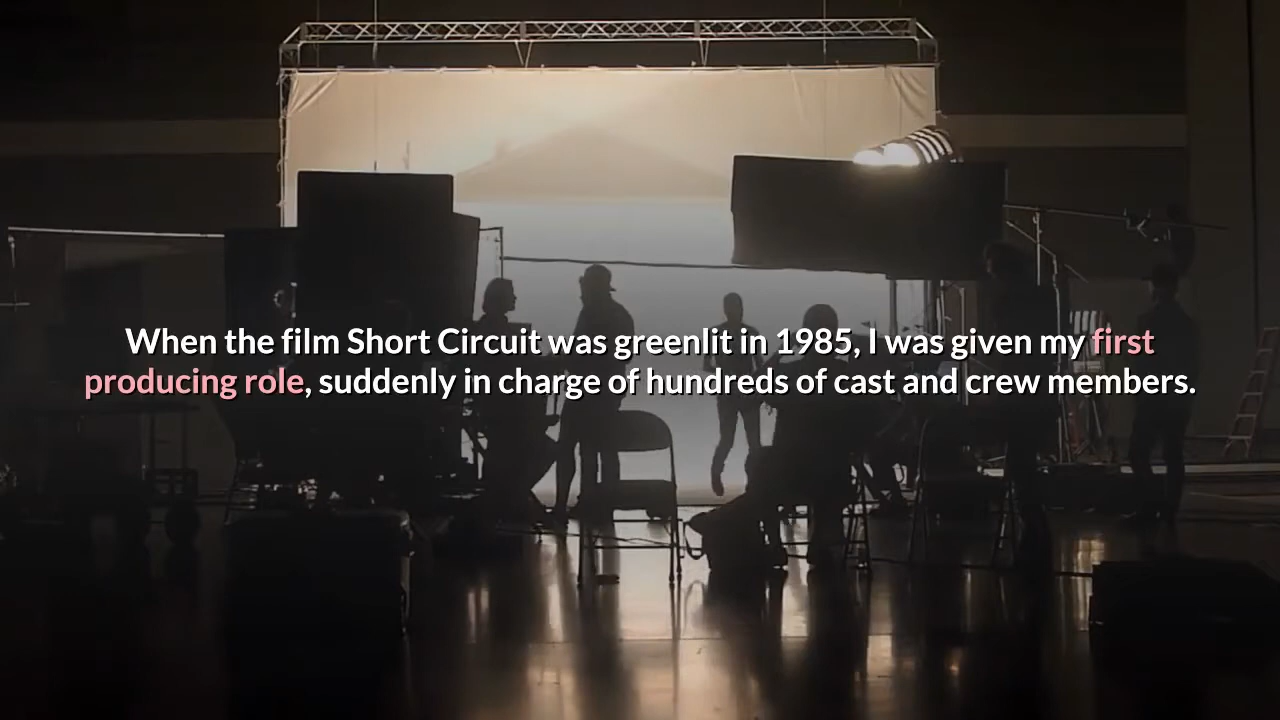 When the film Short Circuit was greenlit in 1985, I was given my first
producing role, suddenly in charge of hundreds of cast and crew members.